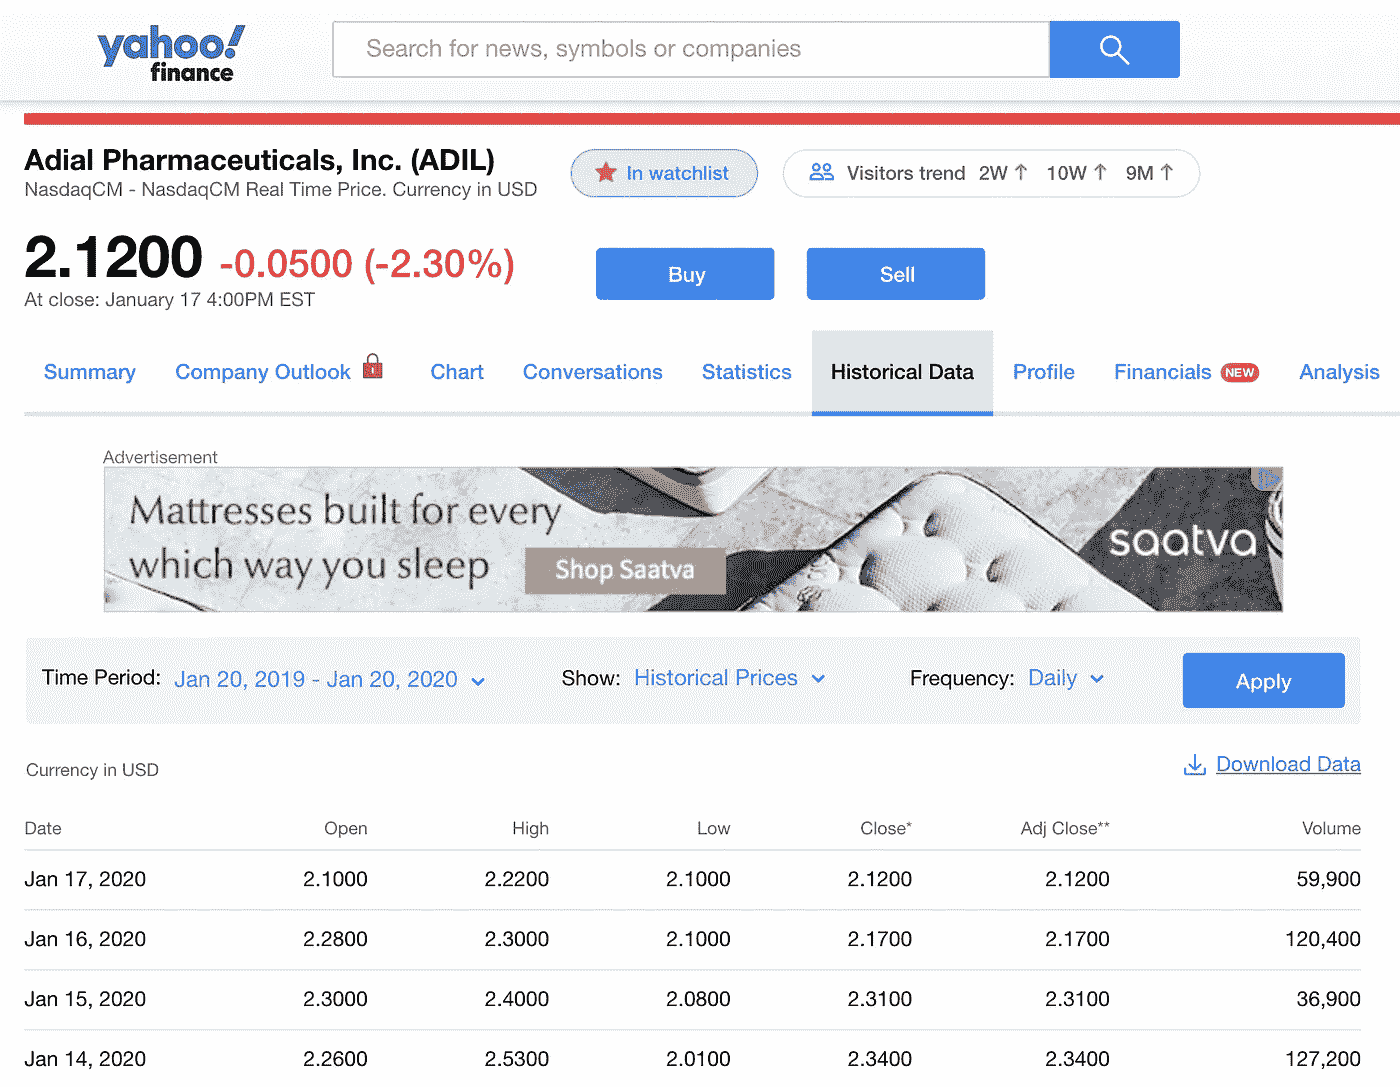 yahoo!
finance
Search for news, symbols or companies
Adial Pharmaceuticals, Inc. (ADIL)
NasdaqCM - NasdaqCM Real Time Price. Currency in USD
In watchlist
Visitors trend 2W ↑ 10W ↑ 9M ↑
2.1200 -0.0500 (-2.30%)
At close: January 17 4:00PM EST
Buy
Sell
Summary Company Outlook Chart Conversations Statistics Historical Data Profile Financials NEW Analysis
Advertisement
Mattresses built for every
which way you sleep
Shop Saatva
saatva
Time Period: Jan 20, 2019 - Jan 20, 2020 Show: Historical Prices Frequency: Daily Apply
Currency in USD
Download Data
Date Open High Low Close* Adj Close** Volume
Jan 17, 2020 2.1000 2.2200 2.1000 2.1200 2.1200 59,900
Jan 16, 2020 2.2800 2.3000 2.1000 2.1700 2.1700 120,400
Jan 15, 2020 2.3000 2.4000 2.0800 2.3100 2.3100 36,900
Jan 14, 2020 2.2600 2.5300 2.0100 2.3400 2.3400 127,200